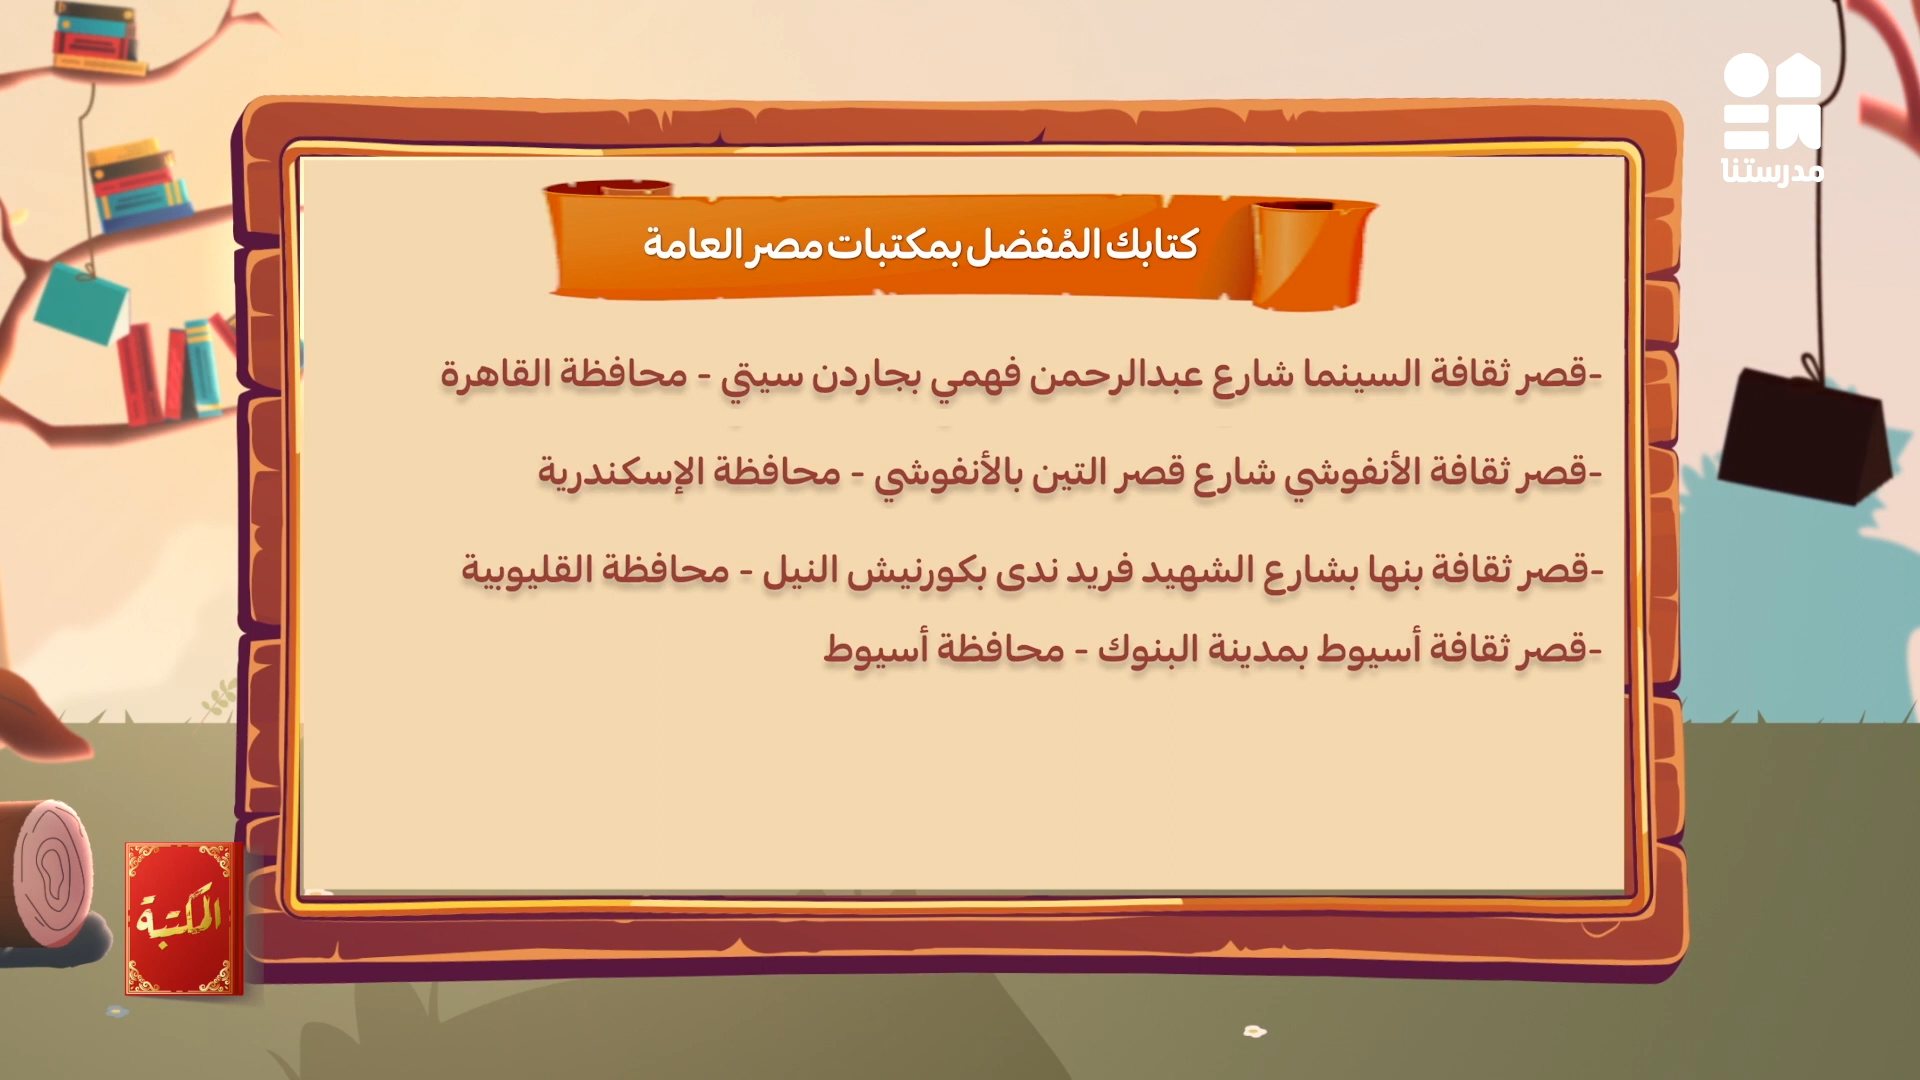 مدرستنا
كتابك المُفضل بمكتبات مصر العامة
-قصر ثقافة السينما شارع عبدالرحمن فهمي بجاردن سيتي - محافظة القاهرة
-قصر ثقافة الأنفوشي شارع قصر التين بالأنفوشي - محافظة الإسكندرية
-قصر ثقافة بنها بشارع الشهيد فريد ندى بكورنيش النيل - محافظة القليوبية
-قصر ثقافة أسيوط بمدينة البنوك - محافظة أسيوط
المكتبة